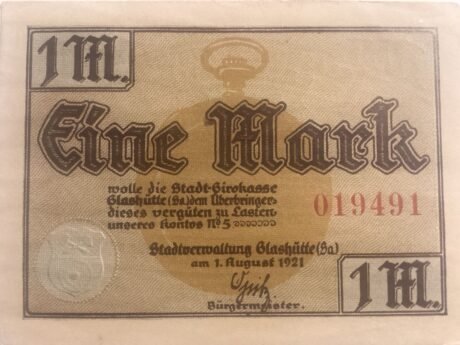 1 M.
Eine Mark
wolle die Stadt-Girokasse
Glashütte (Sa) dem Überbringer
dieses vergüten zu Lasten
unseres Kontos No 5
019491
Stadtverwaltung Glashütte (Sa)
am 1. August 1921
Bürgermeister.
1 M.